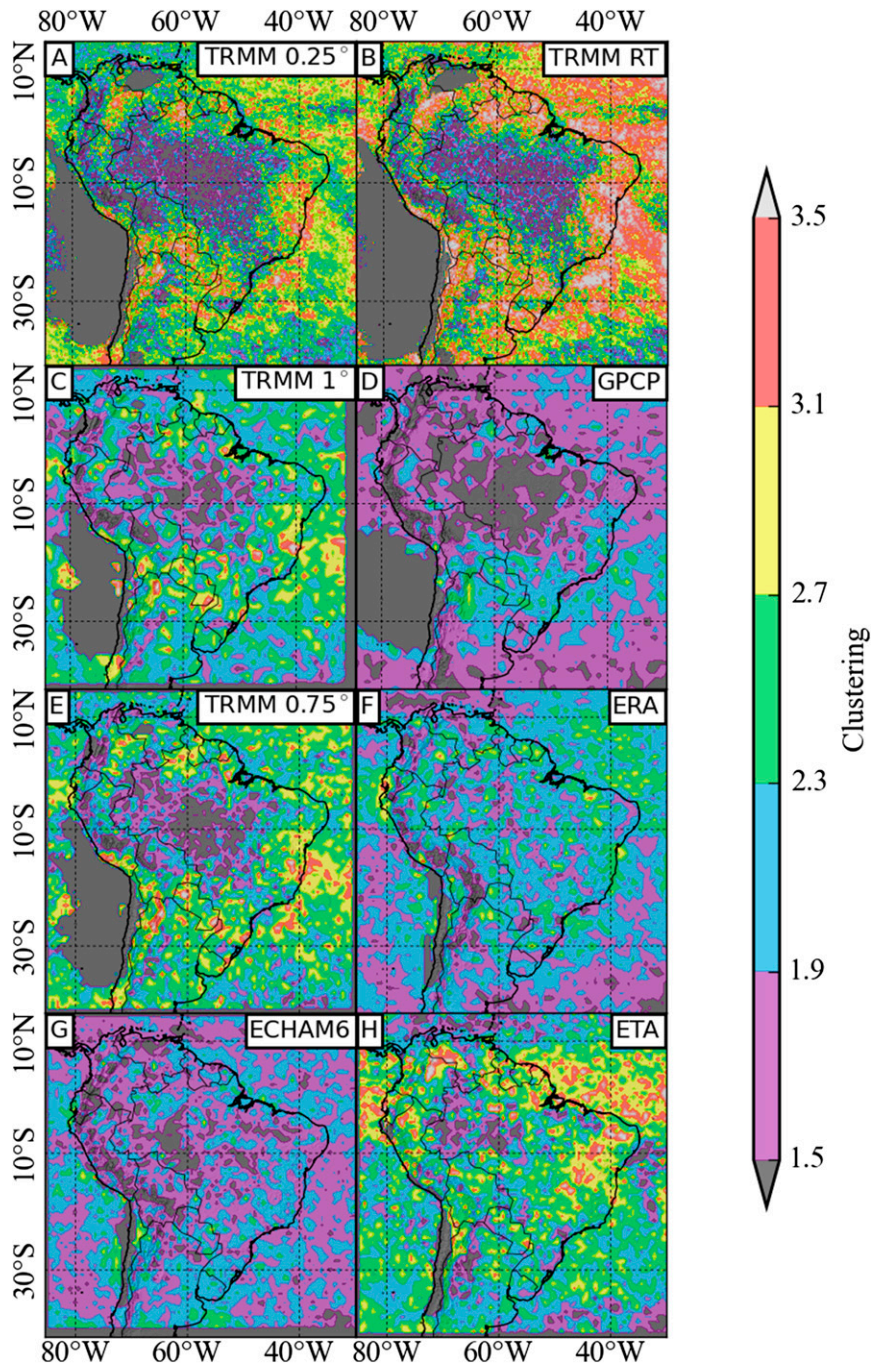 80°W 60°W 40°W 80°W 60°W 40°W
10°N
10°S
30°S
A TRMM 0.25°
B TRMM RT
10°N
10°S
30°S
C TRMM 1°
D GPCP
10°N
10°S
30°S
E TRMM 0.75°
F ERA
10°N
10°S
30°S
G ECHAM6
H ETA
80°W 60°W 40°W 80°W 60°W 40°W
3.5
3.1
2.7
2.3
1.9
1.5
Clustering